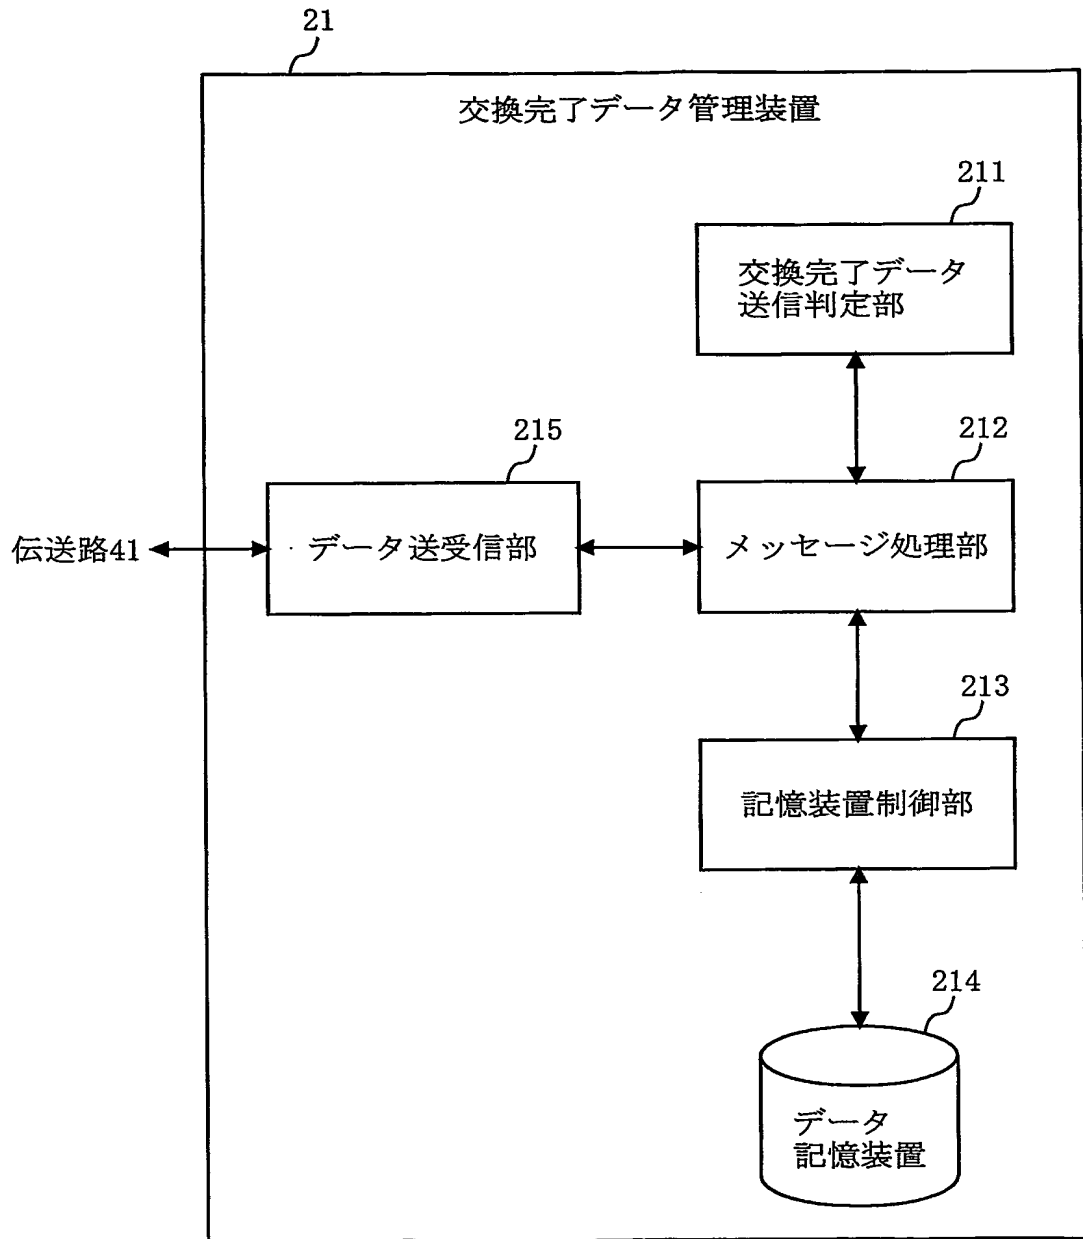 21
交換完了データ管理装置
211
交換完了データ
送信判定部
215
212
伝送路41
データ送受信部
メッセージ処理部
213
記憶装置制御部
214
データ
記憶装置